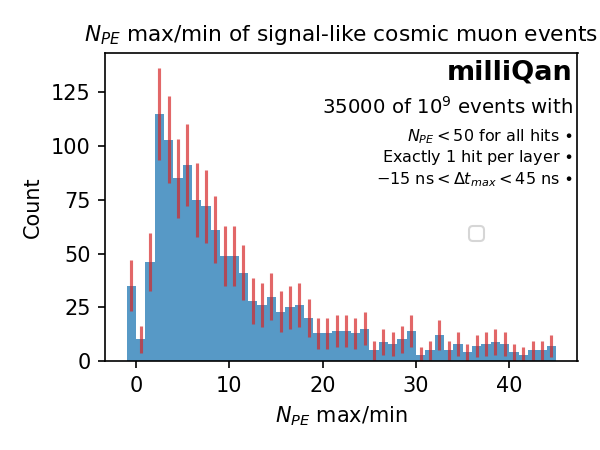 N_PE max/min of signal-like cosmic muon events
milliQan
35000 of 10⁹ events with
N_PE < 50 for all hits •
Exactly 1 hit per layer •
−15 ns < Δt_max < 45 ns •
Count
125
100
75
50
25
0
0 10 20 30 40
N_PE max/min